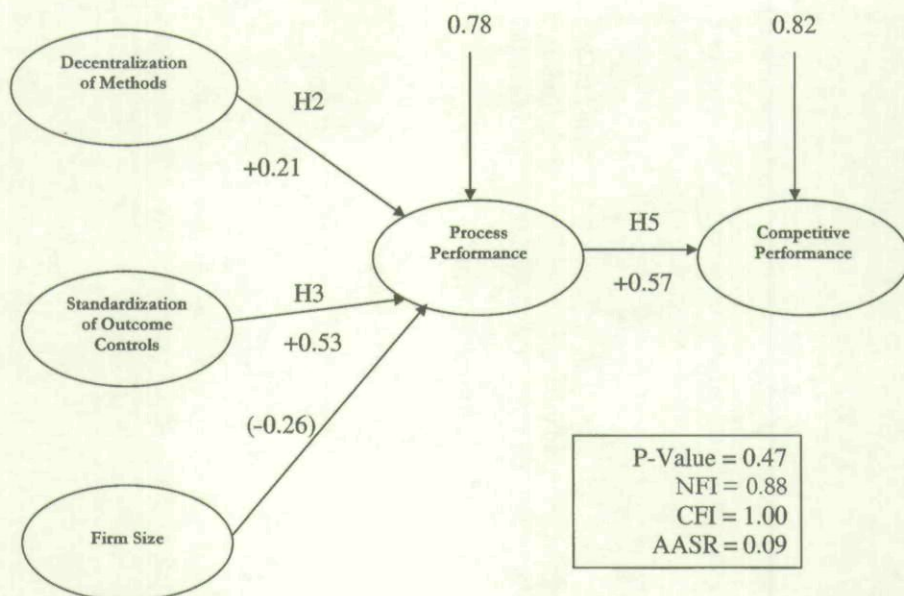 0.78
0.82
Decentralization
of Methods
H2
+0.21
Process
Performance
H5
+0.57
Competitive
Performance
Standardization
of Outcome
Controls
H3
+0.53
(-0.26)
Firm Size
P-Value = 0.47
NFI = 0.88
CFI = 1.00
AASR = 0.09